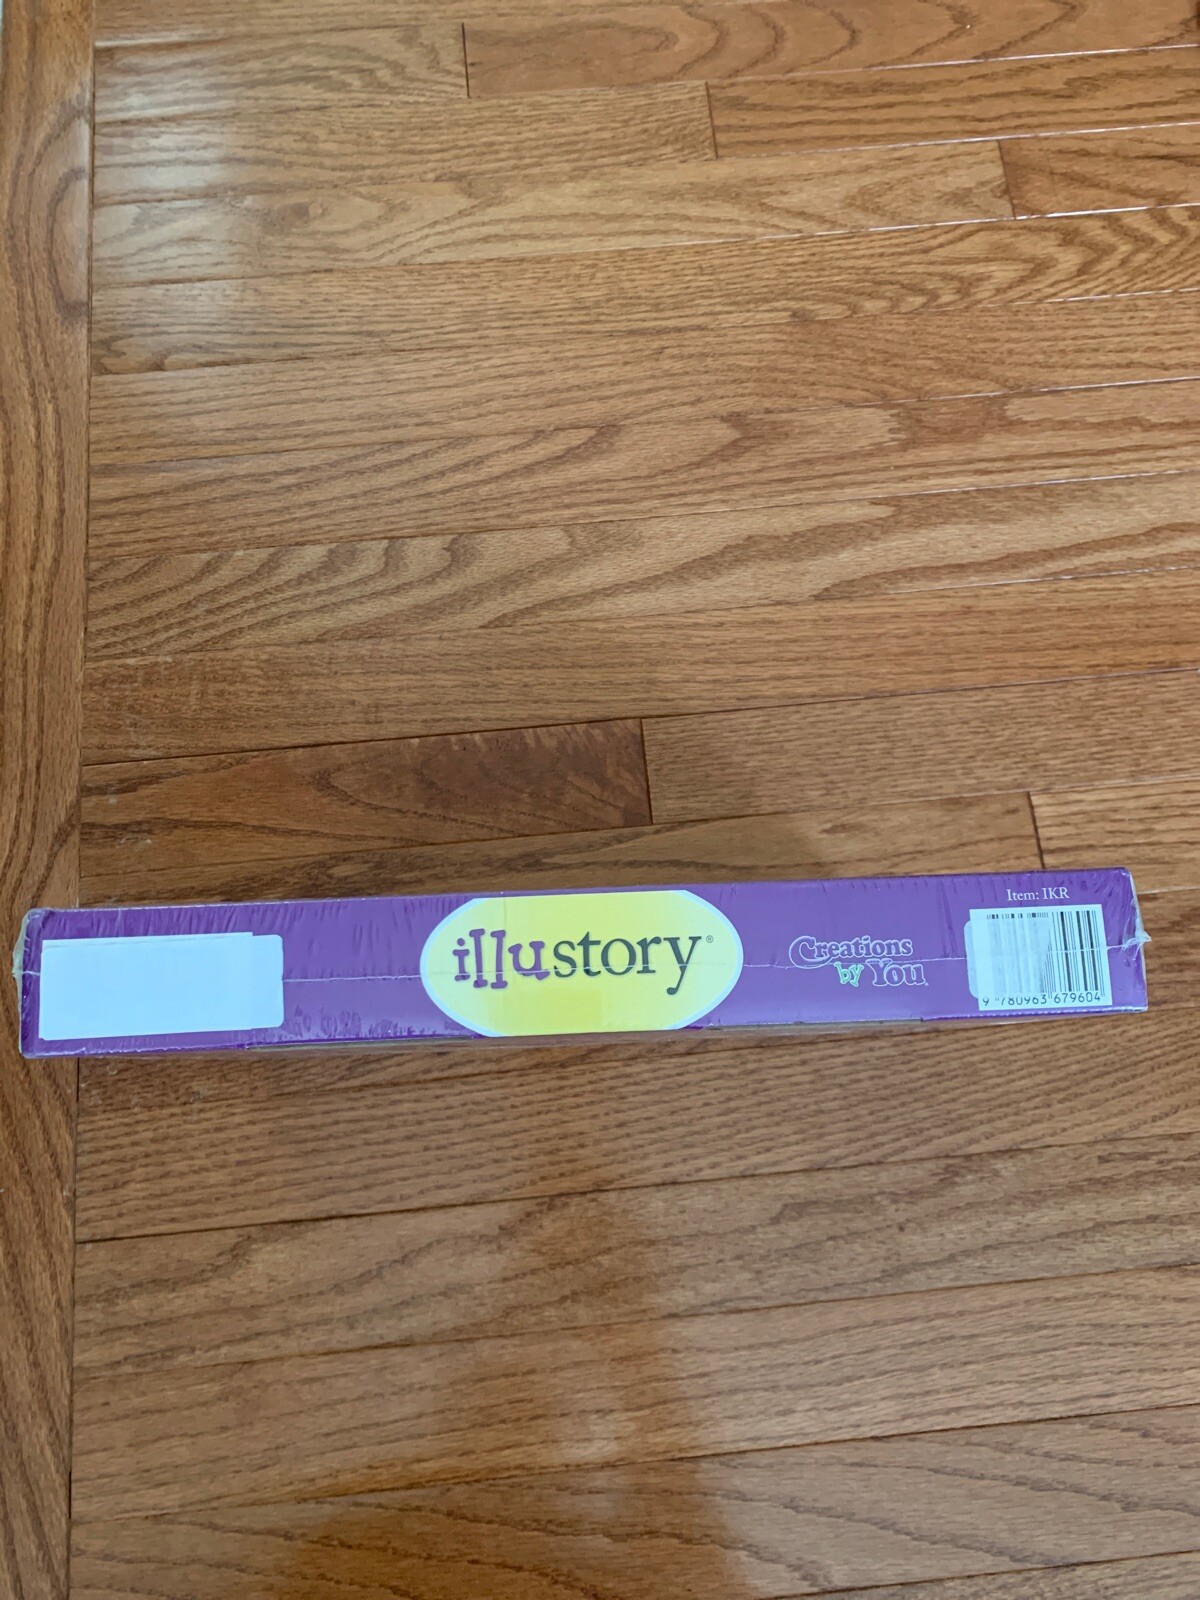 illustory®
Creations
by You
Item: IKR
9 780963 679604